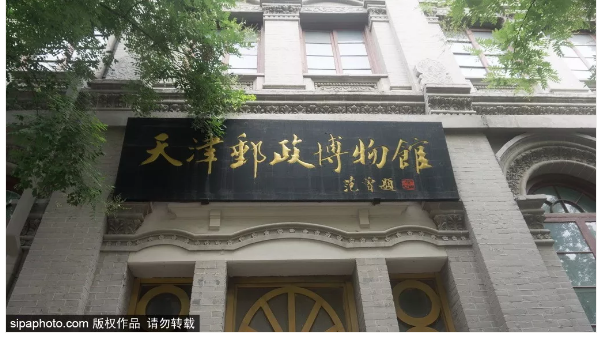 天津郵政博物館
范曾題
sipaphoto.com 版权作品 请勿转载